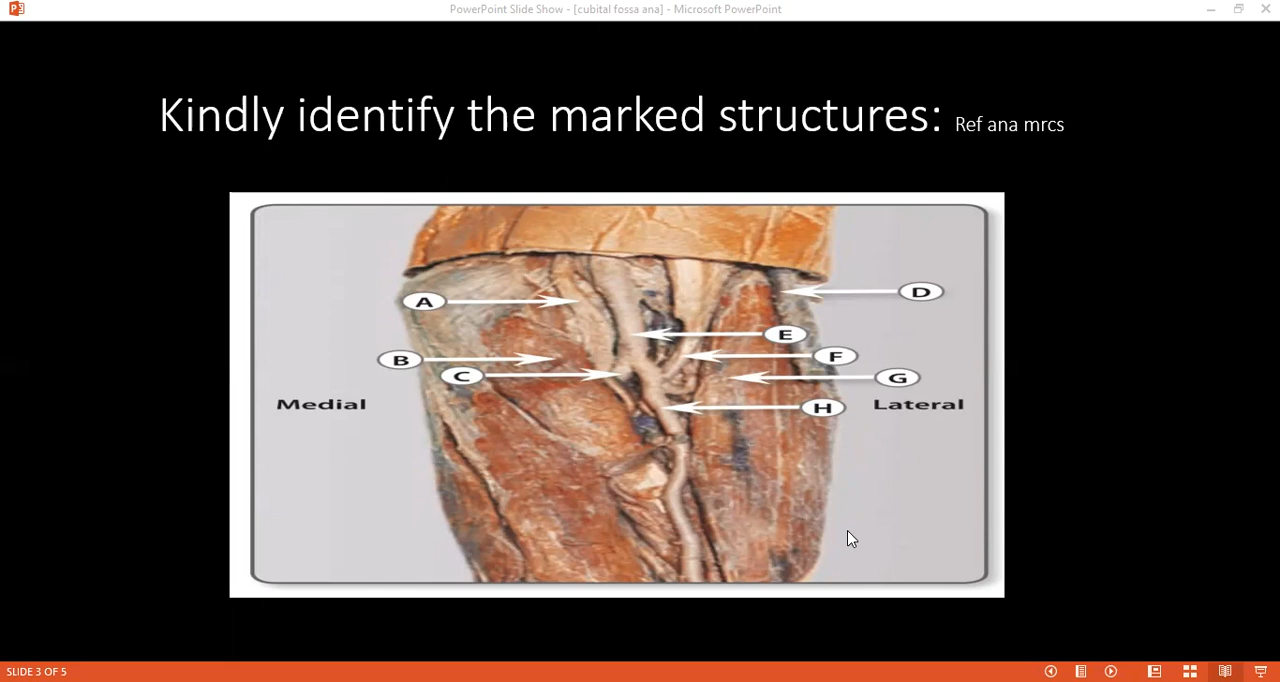 PowerPoint Slide Show - [cubital fossa ana] - Microsoft PowerPoint
Kindly identify the marked structures: Ref ana mrcs
A
D
E
B
F
C
G
Medial
H
Lateral
SLIDE 3 OF 5